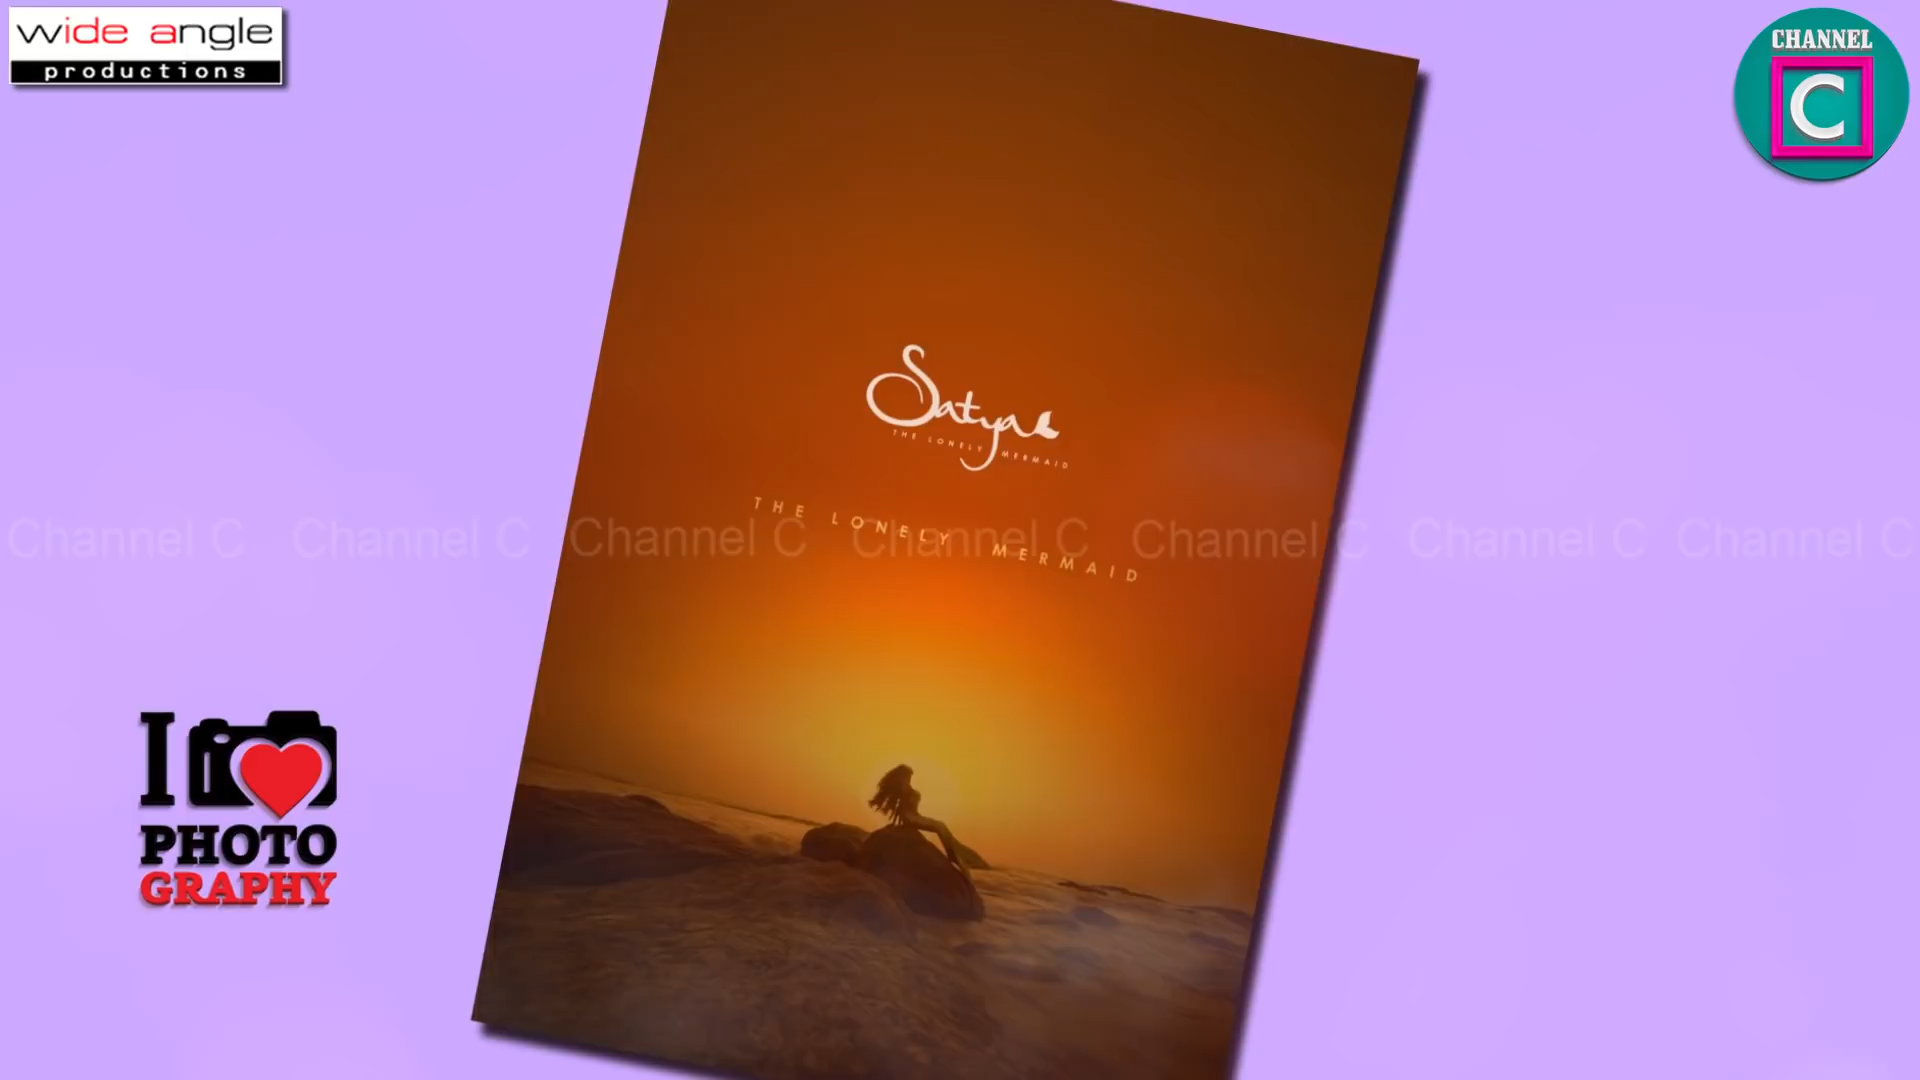 wide angle
productions
CHANNEL
C
Satya
THE LONELY MERMAID
THE LONELY MERMAID
Channel C Channel C Channel C Channel C Channel C Channel C Channel C
I
PHOTO
GRAPHY